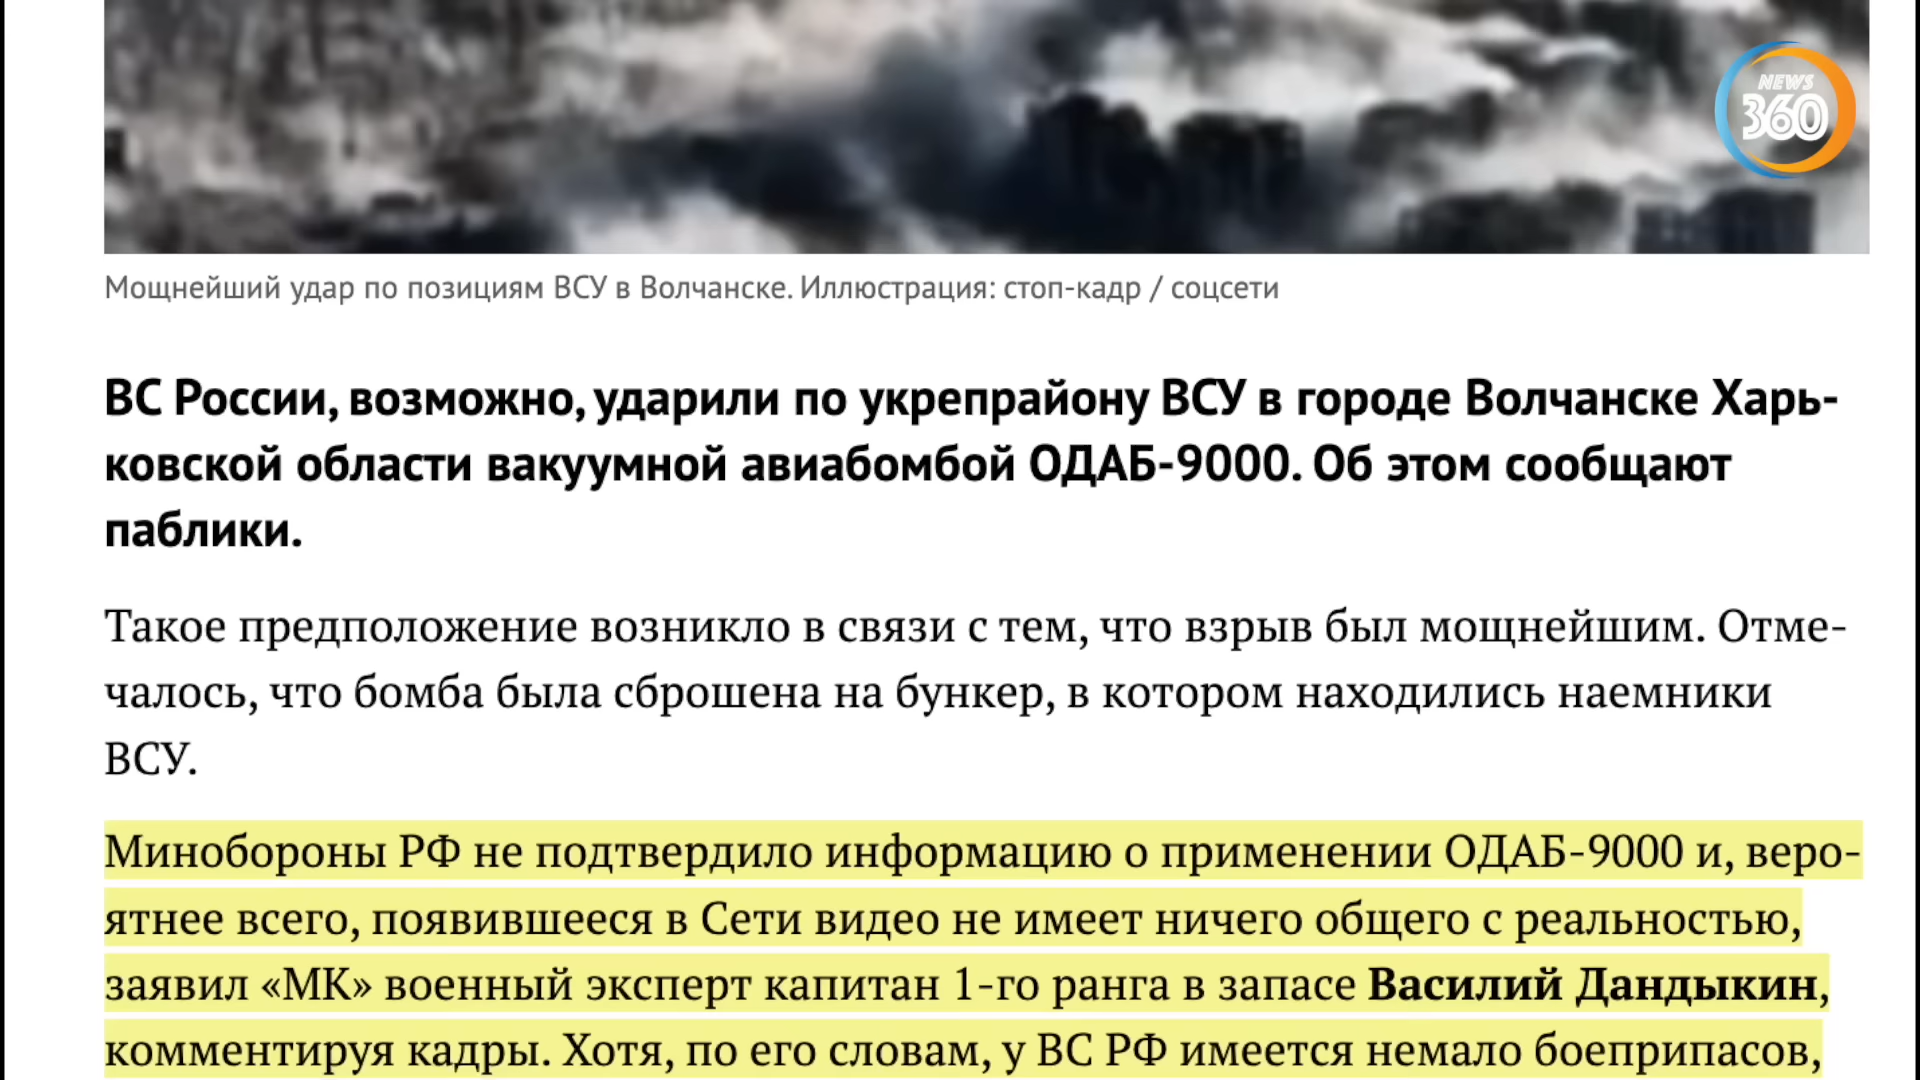 NEWS
360
Мощнейший удар по позициям ВСУ в Волчанске. Иллюстрация: стоп-кадр / соцсети
ВС России, возможно, ударили по укрепрайону ВСУ в городе Волчанске Харь-
ковской области вакуумной авиабомбой ОДАБ-9000. Об этом сообщают
паблики.
Такое предположение возникло в связи с тем, что взрыв был мощнейшим. Отме-
чалось, что бомба была сброшена на бункер, в котором находились наемники
ВСУ.
Минобороны РФ не подтвердило информацию о применении ОДАБ-9000 и, веро-
ятнее всего, появившееся в Сети видео не имеет ничего общего с реальностью,
заявил «МК» военный эксперт капитан 1-го ранга в запасе Василий Дандыкин,
комментируя кадры. Хотя, по его словам, у ВС РФ имеется немало боеприпасов,